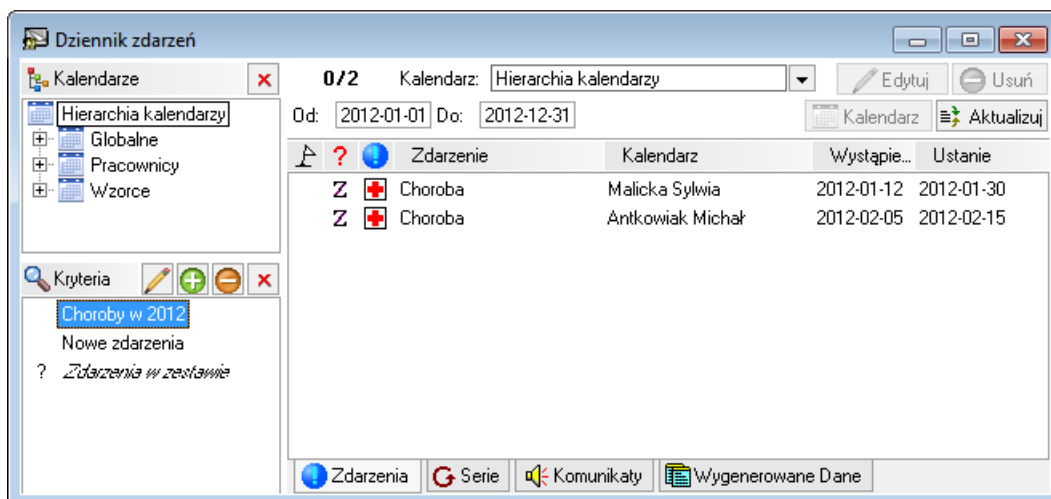 Dziennik zdarzeń
Kalendarze
0/2 Kalendarz: Hierarchia kalendarzy Edytuj Usuń
Od: 2012-01-01 Do: 2012-12-31 Kalendarz Aktualizuj
Hierarchia kalendarzy
Globalne
Pracownicy
Wzorce
? Zdarzenie Kalendarz Wystąpie... Ustanie
Z Choroba Malicka Sylwia 2012-01-12 2012-01-30
Z Choroba Antkowiak Michał 2012-02-05 2012-02-15
Kryteria
Choroby w 2012
Nowe zdarzenia
? Zdarzenia w zestawie
Zdarzenia Serie Komunikaty Wygenerowane Dane